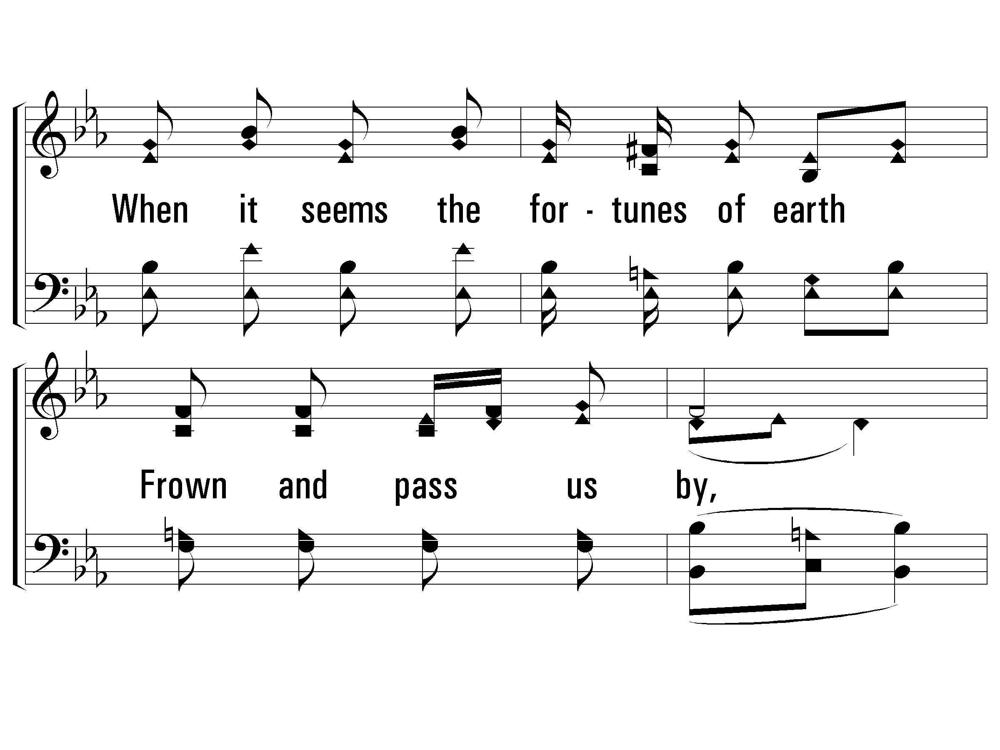 When it seems the for - tunes of earth
Frown and pass us by,